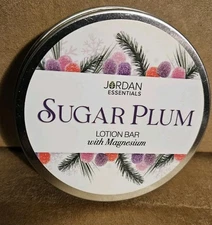 JORDAN
ESSENTIALS
SUGAR PLUM
LOTION BAR
with Magnesium